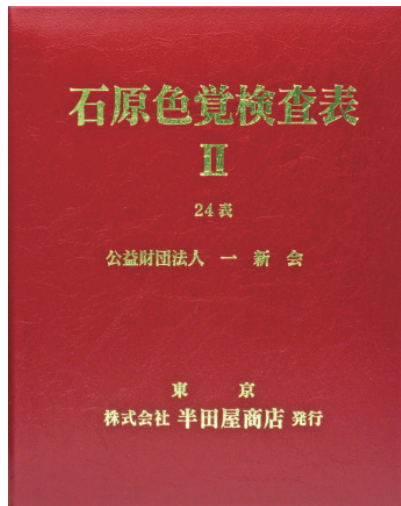 石原色覚検査表
Ⅱ
24表
公益財団法人 一新会
東京
株式会社 半田屋商店 発行